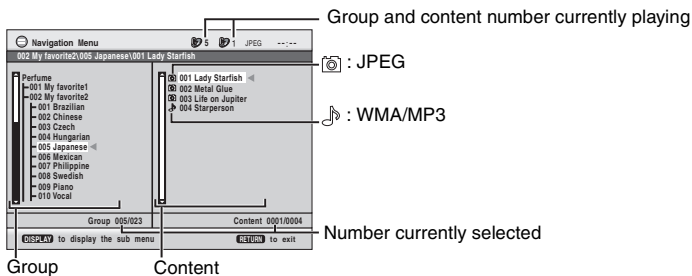 Group and content number currently playing
Navigation Menu 5 1 JPEG --:--
002 My favorite2\005 Japanese\001 Lady Starfish
Perfume
001 My favorite1
002 My favorite2
001 Brazilian
002 Chinese
003 Czech
004 Hungarian
005 Japanese
006 Mexican
007 Philippine
008 Swedish
009 Piano
010 Vocal
001 Lady Starfish
002 Metal Glue
003 Life on Jupiter
004 Starperson
: JPEG
: WMA/MP3
Group 005/023
Content 0001/0004
Number currently selected
DISPLAY to display the sub menu
RETURN to exit
Group
Content